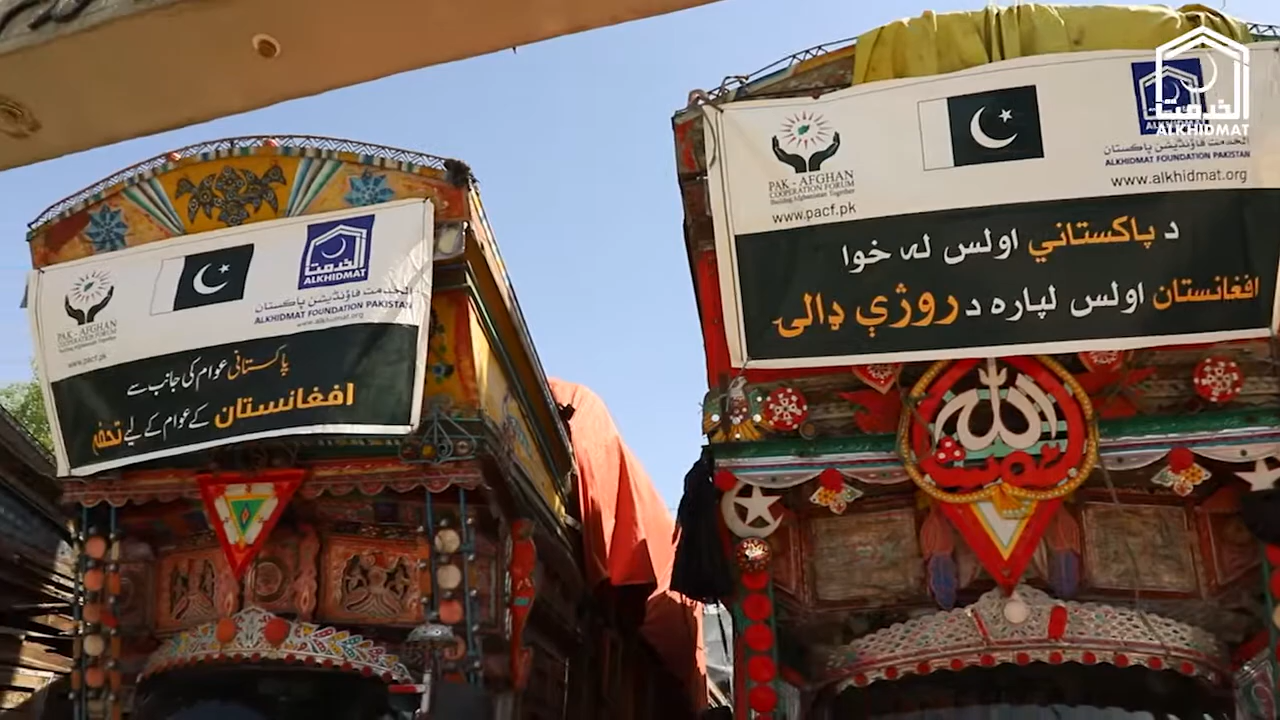 الخدمت
ALKHIDMAT
PAK - AFGHAN
COOPERATION FORUM
Building Afghanistan Together
www.pacf.pk
الخدمت فاؤنڈیشن پاکستان
ALKHIDMAT FOUNDATION PAKISTAN
www.alkhidmat.org
د پاکستاني اولس له خوا
افغانستان اولس لپاره د روژې ډالۍ
الله
PAK - AFGHAN
COOPERATION FORUM
www.pacf.pk
الخدمت
ALKHIDMAT
الخدمت فاؤنڈیشن پاکستان
ALKHIDMAT FOUNDATION PAKISTAN
www.alkhidmat.org
پاکستانی عوام کی جانب سے
افغانستان کے عوام کے لیے تحفہ